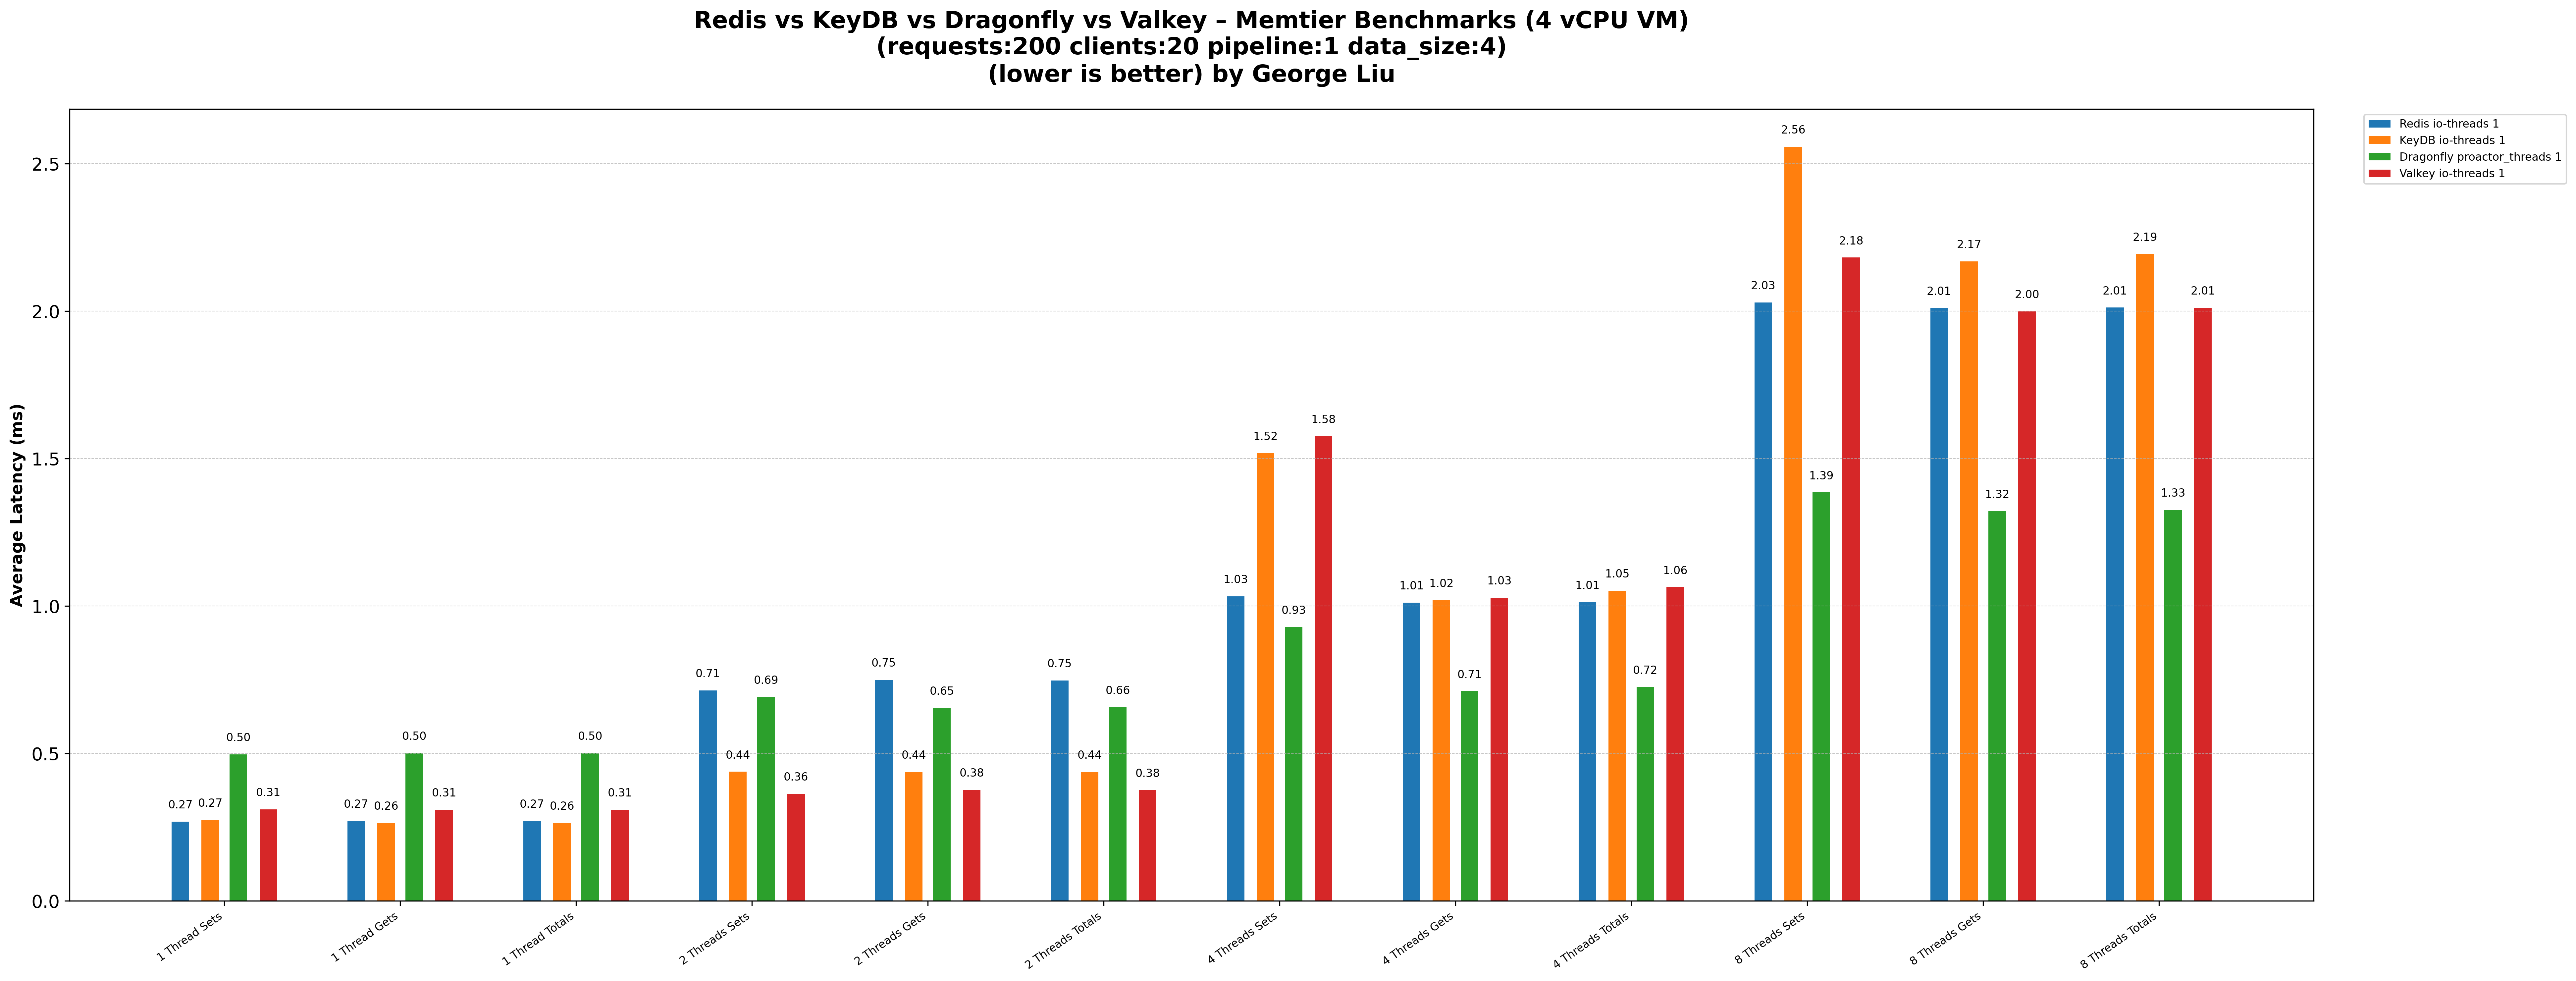 Redis vs KeyDB vs Dragonfly vs Valkey – Memtier Benchmarks (4 vCPU VM)
(requests:200 clients:20 pipeline:1 data_size:4)
(lower is better) by George Liu
Redis io-threads 1
KeyDB io-threads 1
Dragonfly proactor_threads 1
Valkey io-threads 1
Average Latency (ms)
2.5
2.0
1.5
1.0
0.5
0.0
0.27 0.27 0.50 0.31
0.27 0.26 0.50 0.31
0.27 0.26 0.50 0.31
0.71 0.44 0.69 0.36
0.75 0.44 0.65 0.38
0.75 0.44 0.66 0.38
1.03 1.52 0.93 1.58
1.01 1.02 0.71 1.03
1.01 1.05 0.72 1.06
2.03 2.56 1.39 2.18
2.01 2.17 1.32 2.00
2.01 2.19 1.33 2.01
1 Thread Sets
1 Thread Gets
1 Thread Totals
2 Threads Sets
2 Threads Gets
2 Threads Totals
4 Threads Sets
4 Threads Gets
4 Threads Totals
8 Threads Sets
8 Threads Gets
8 Threads Totals